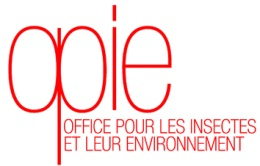 opie
OFFICE POUR LES INSECTES
ET LEUR ENVIRONNEMENT